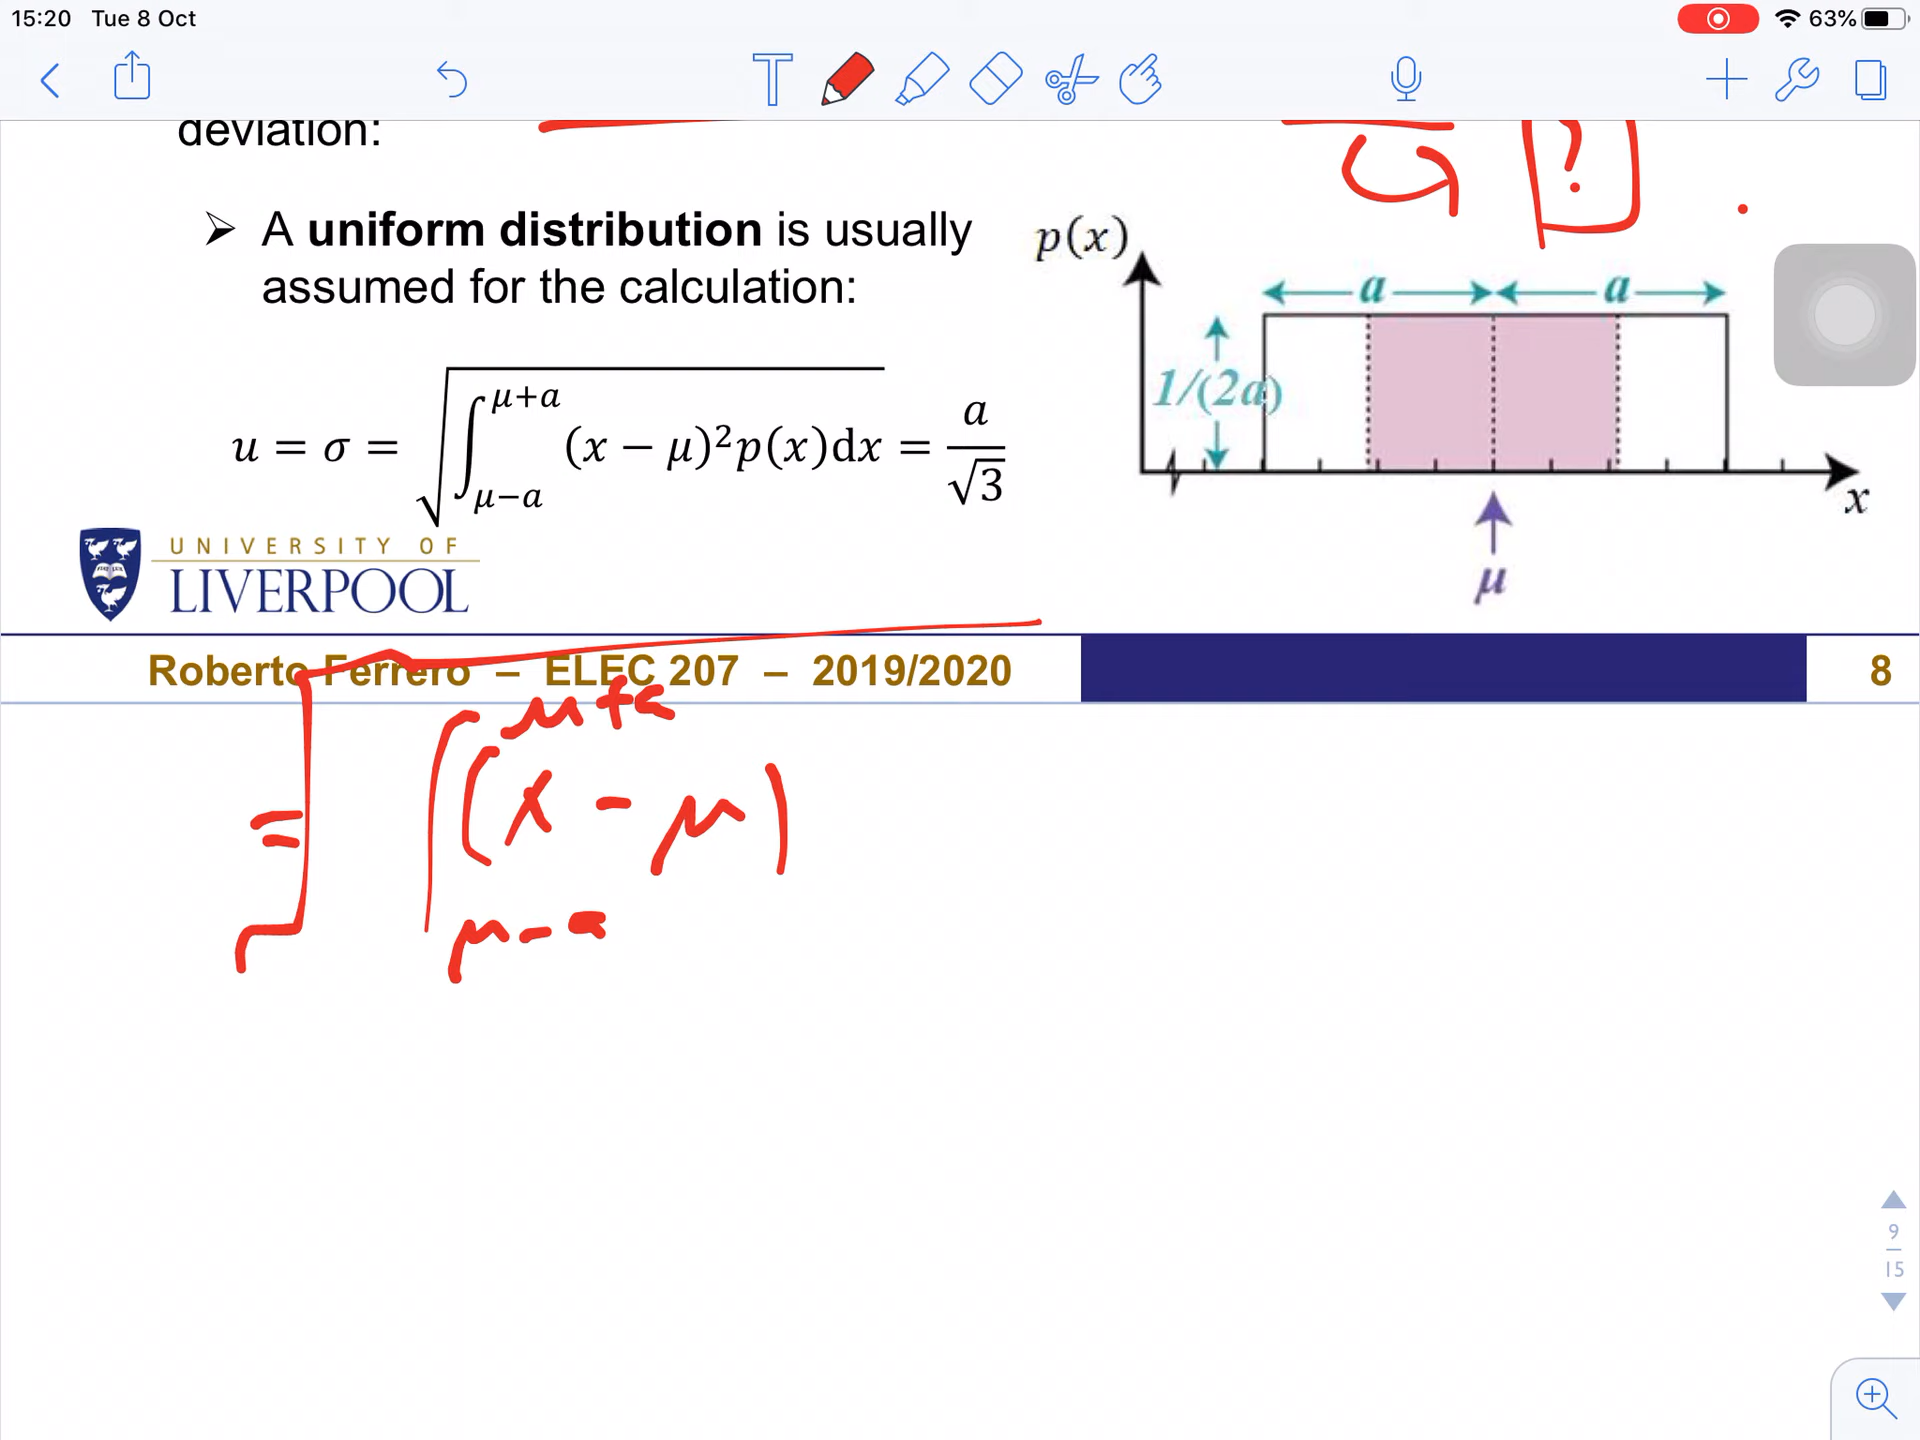 15:20 Tue 8 Oct 63%
T
deviation:
?
➢ A uniform distribution is usually
assumed for the calculation:
p(x)
a a
1/(2a)
x
μ
u = σ = √∫_{μ−a}^{μ+a} (x − μ)²p(x)dx = a/√3
UNIVERSITY OF
LIVERPOOL
Roberto Ferrero – ELEC 207 – 2019/2020
8
μ+a
= √∫(x - μ)
μ-a
9
15